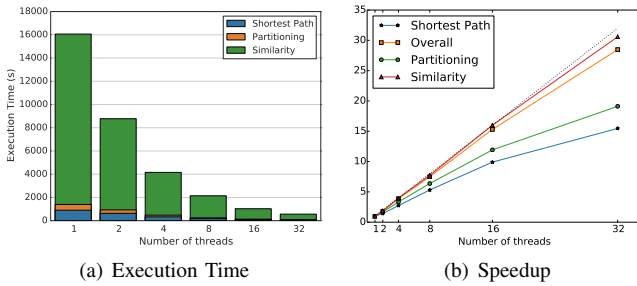 18000
16000
14000
12000
10000
8000
6000
4000
2000
0
Execution Time (s)
Shortest Path
Partitioning
Similarity
1 2 4 8 16 32
Number of threads
(a) Execution Time
35
30
25
20
15
10
5
0
Shortest Path
Overall
Partitioning
Similarity
1 2 4 8 16 32
Number of threads
(b) Speedup